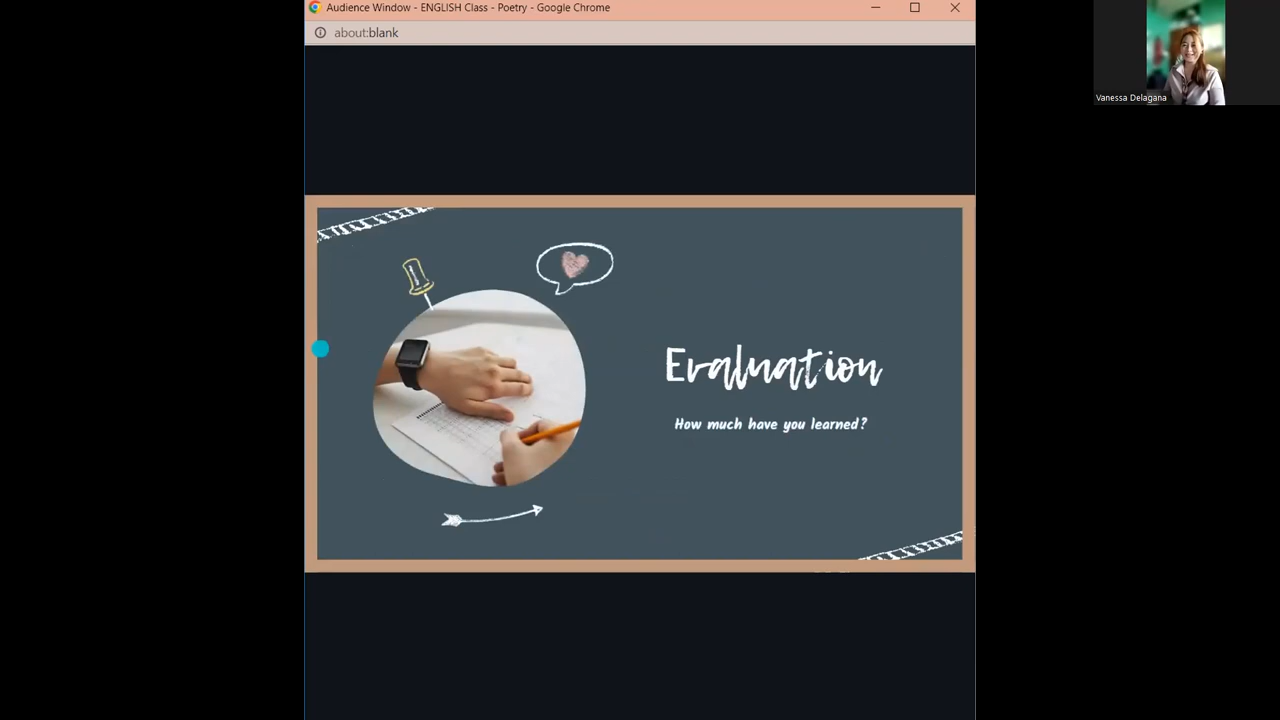 Audience Window - ENGLISH Class - Poetry - Google Chrome
about:blank
Vanessa Delagana
Evaluation
How much have you learned?